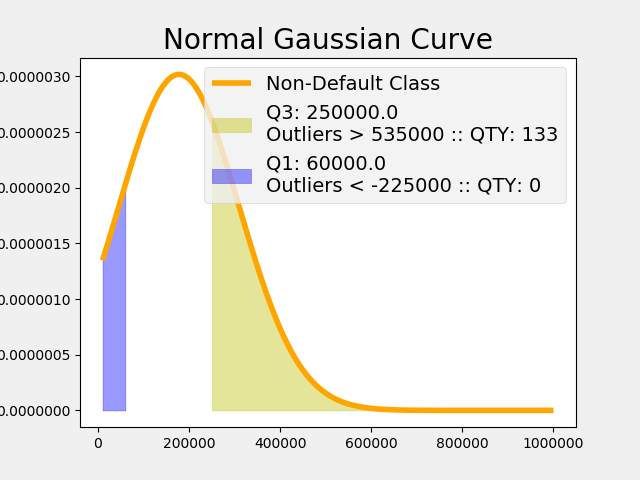 Normal Gaussian Curve
Non-Default Class
Q3: 250000.0
Outliers > 535000 :: QTY: 133
Q1: 60000.0
Outliers < -225000 :: QTY: 0
0.0000030
0.0000025
0.0000020
0.0000015
0.0000010
0.0000005
0.0000000
0 200000 400000 600000 800000 1000000